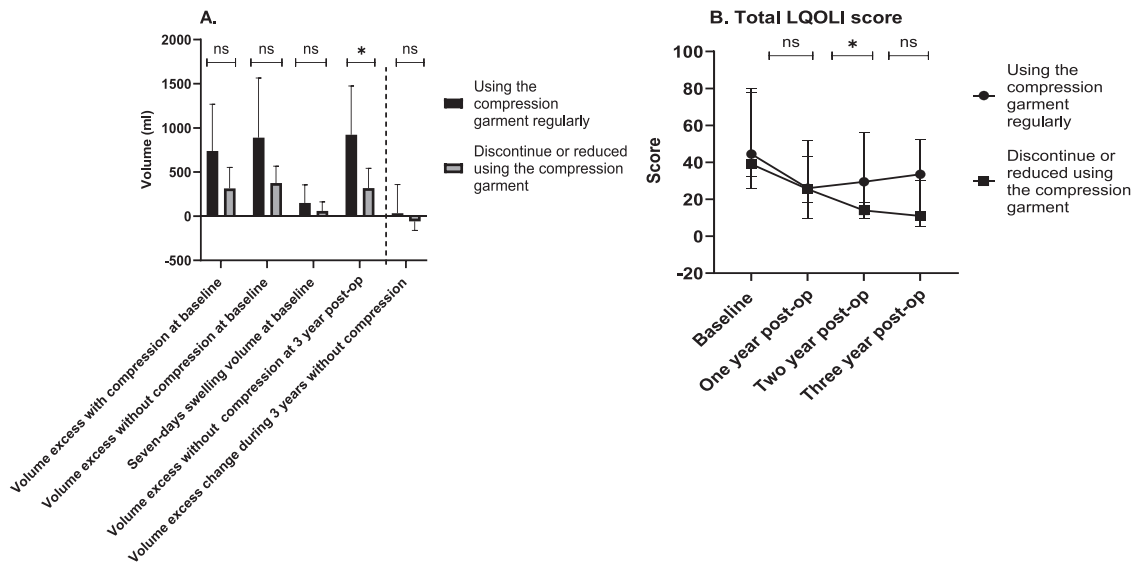 A.
2000
1500
1000
500
0
-500
Volume (ml)
ns
ns
ns
*
ns
Using the
compression
garment regularly
Discontinue or reduced
using the compression
garment
Volume excess with compression at baseline
Volume excess without compression at baseline
Seven-days swelling volume at baseline
Volume excess without compression at 3 year post-op
Volume excess change during 3 years without compression
B. Total LQOLI score
100
80
60
40
20
0
-20
Score
ns
*
ns
Using the
compression
garment
regularly
Discontinue or
reduced using
the compression
garment
Baseline
One year post-op
Two year post-op
Three year post-op